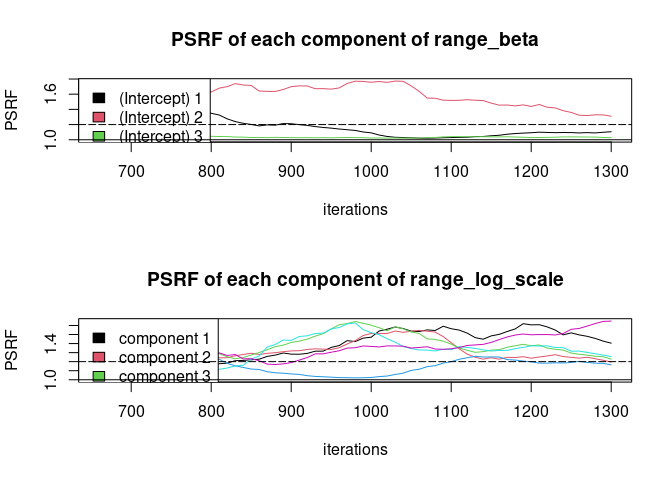 PSRF of each component of range_beta
PSRF
1.0
1.6
(Intercept) 1
(Intercept) 2
(Intercept) 3
700 800 900 1000 1100 1200 1300
iterations
PSRF of each component of range_log_scale
PSRF
1.0
1.4
component 1
component 2
component 3
700 800 900 1000 1100 1200 1300
iterations